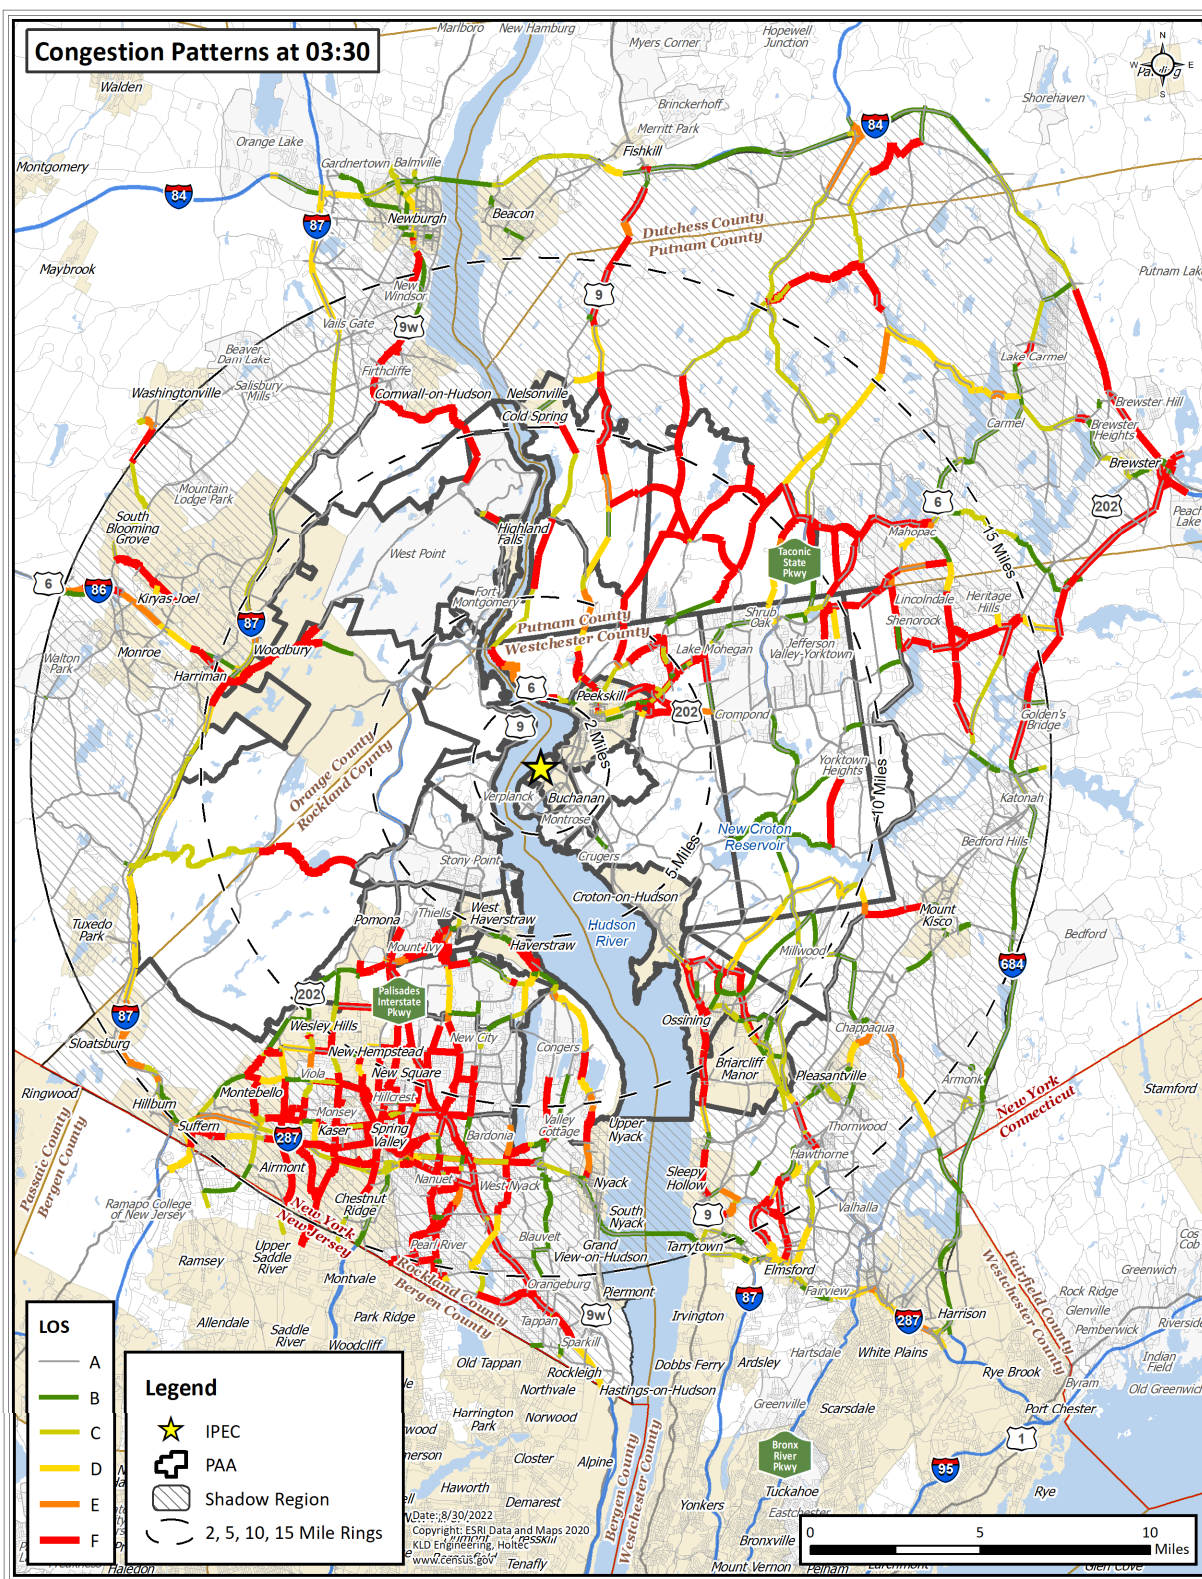 Congestion Patterns at 03:30
Marlboro
New Hamburg
Hopewell
Junction
Myers Corner
N
W
E
S
Pawling
Walden
Shorehaven
Brinckerhoff
Merritt Park
84
Orange Lake
Fishkill
Gardnertown
Balmville
Montgomery
84
87
Newburgh
Beacon
Dutchess County
Putnam County
Maybrook
Putnam Lake
New
Windsor
9
9w
Vails Gate
Beaver
Dam Lake
Firthcliffe
Lake Carmel
Washingtonville
Salisbury
Mills
Cornwall-on-Hudson
Nelsonville
Cold Spring
Brewster Hill
Carmel
Brewster
Heights
Brewster
Mountain
Lodge Park
6
202
South
Blooming
Grove
Highland
Falls
Mahopac
15 Miles
Peach
Lake
West Point
Taconic
State
Pkwy
6
86
Kiryas Joel
Fort
Montgomery
Lincolndale
Heritage
Hills
87
Putnam County
Westchester County
Shrub
Oak
Shenorock
Walton
Park
Monroe
Woodbury
Lake Mohegan
Jefferson
Valley-Yorktown
Harriman
6
Peekskill
202
Crompond
Golden's
Bridge
9
2 Miles
Orange County
Rockland County
Yorktown
Heights
10 Miles
Verplanck
Buchanan
Katonah
Montrose
New Croton
Reservoir
Bedford Hills
Stony Point
Crugers
5 Miles
Croton-on-Hudson
Tuxedo
Park
Pomona
Thiells
West
Haverstraw
Mount
Kisco
Hudson
River
Bedford
Mount Ivy
Haverstraw
Millwood
684
202
Palisades
Interstate
Pkwy
87
Wesley Hills
Ossining
Chappaqua
Sloatsburg
New Hempstead
New City
Congers
Viola
New Square
Briarcliff
Manor
Pleasantville
Armonk
Ringwood
Hillburn
Montebello
Hillcrest
New York
Connecticut
Stamford
Monsey
Suffern
Kaser
Spring
Valley
Bardonia
Valley
Cottage
Upper
Nyack
Thornwood
287
Hawthorne
Passaic County
Bergen County
Airmont
Nanuet
West Nyack
Nyack
Sleepy
Hollow
Ramapo College
of New Jersey
Chestnut
Ridge
South
Nyack
9
Valhalla
New York
New Jersey
Blauvelt
Cos
Cob
Ramsey
Upper
Saddle
River
Pearl River
Grand
View-on-Hudson
Tarrytown
Elmsford
Fairfield County
Westchester County
Greenwich
Montvale
Rockland County
Bergen County
Orangeburg
Piermont
87
Fairview
Rock Ridge
Glenville
Allendale
Park Ridge
9w
Irvington
287
Harrison
Pemberwick
Riverside
Saddle
River
Tappan
Sparkill
Hartsdale
White Plains
Woodcliff
Old Tappan
Dobbs Ferry
Ardsley
Rye Brook
Indian
Field
Rockleigh
Byram
Old Greenwich
Northvale
Hastings-on-Hudson
Greenville
Scarsdale
Port Chester
Harrington
Park
Norwood
1
Closter
Alpine
Bronx
River
Pkwy
95
Haworth
Tuckahoe
Rye
Demarest
Yonkers
Eastchester
Bergen County
Westchester County
Bronxville
Tenafly
Mount Vernon
Pelham
Larchmont
Glen Cove
Haledon
LOS
A
B
C
D
E
F
Legend
IPEC
PAA
Shadow Region
2, 5, 10, 15 Mile Rings
Date: 8/30/2022
Copyright: ESRI Data and Maps 2020
KLD Engineering, Holtec
www.census.gov
0
5
10
Miles